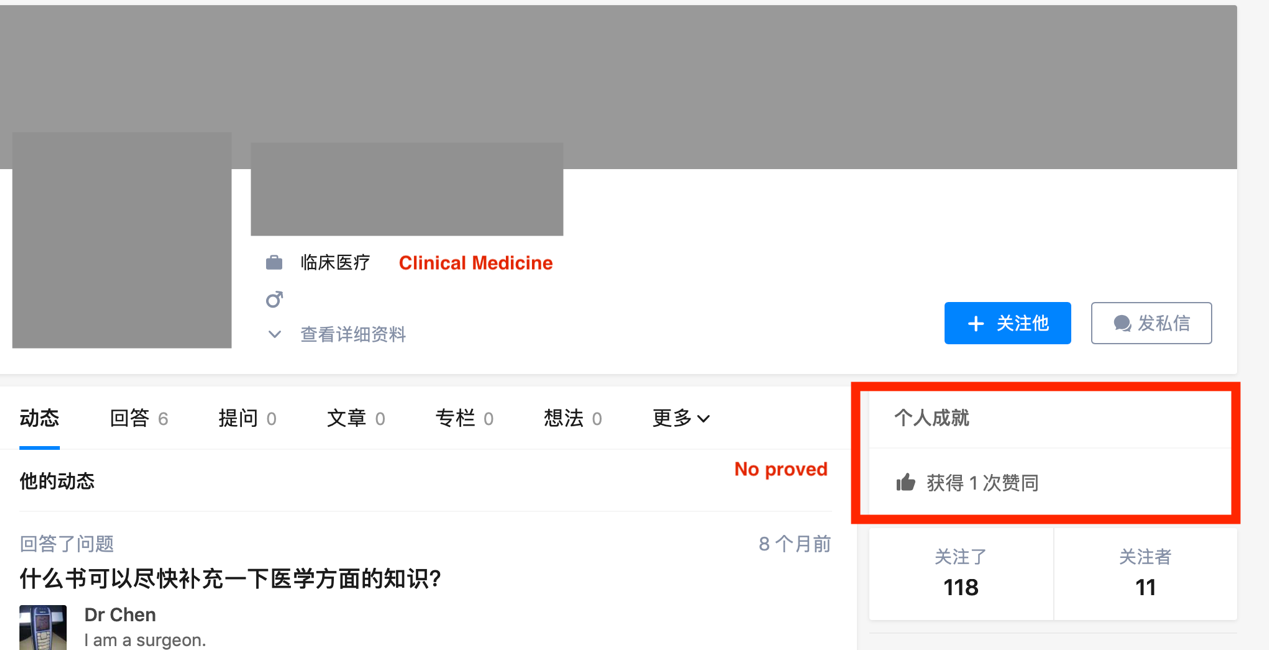 临床医疗 Clinical Medicine
查看详细资料
关注他 发私信
动态 回答 6 提问 0 文章 0 专栏 0 想法 0 更多
个人成就
他的动态
No proved
获得 1 次赞同
回答了问题 8 个月前
什么书可以尽快补充一下医学方面的知识?
Dr Chen
I am a surgeon.
关注了 关注者
118 11